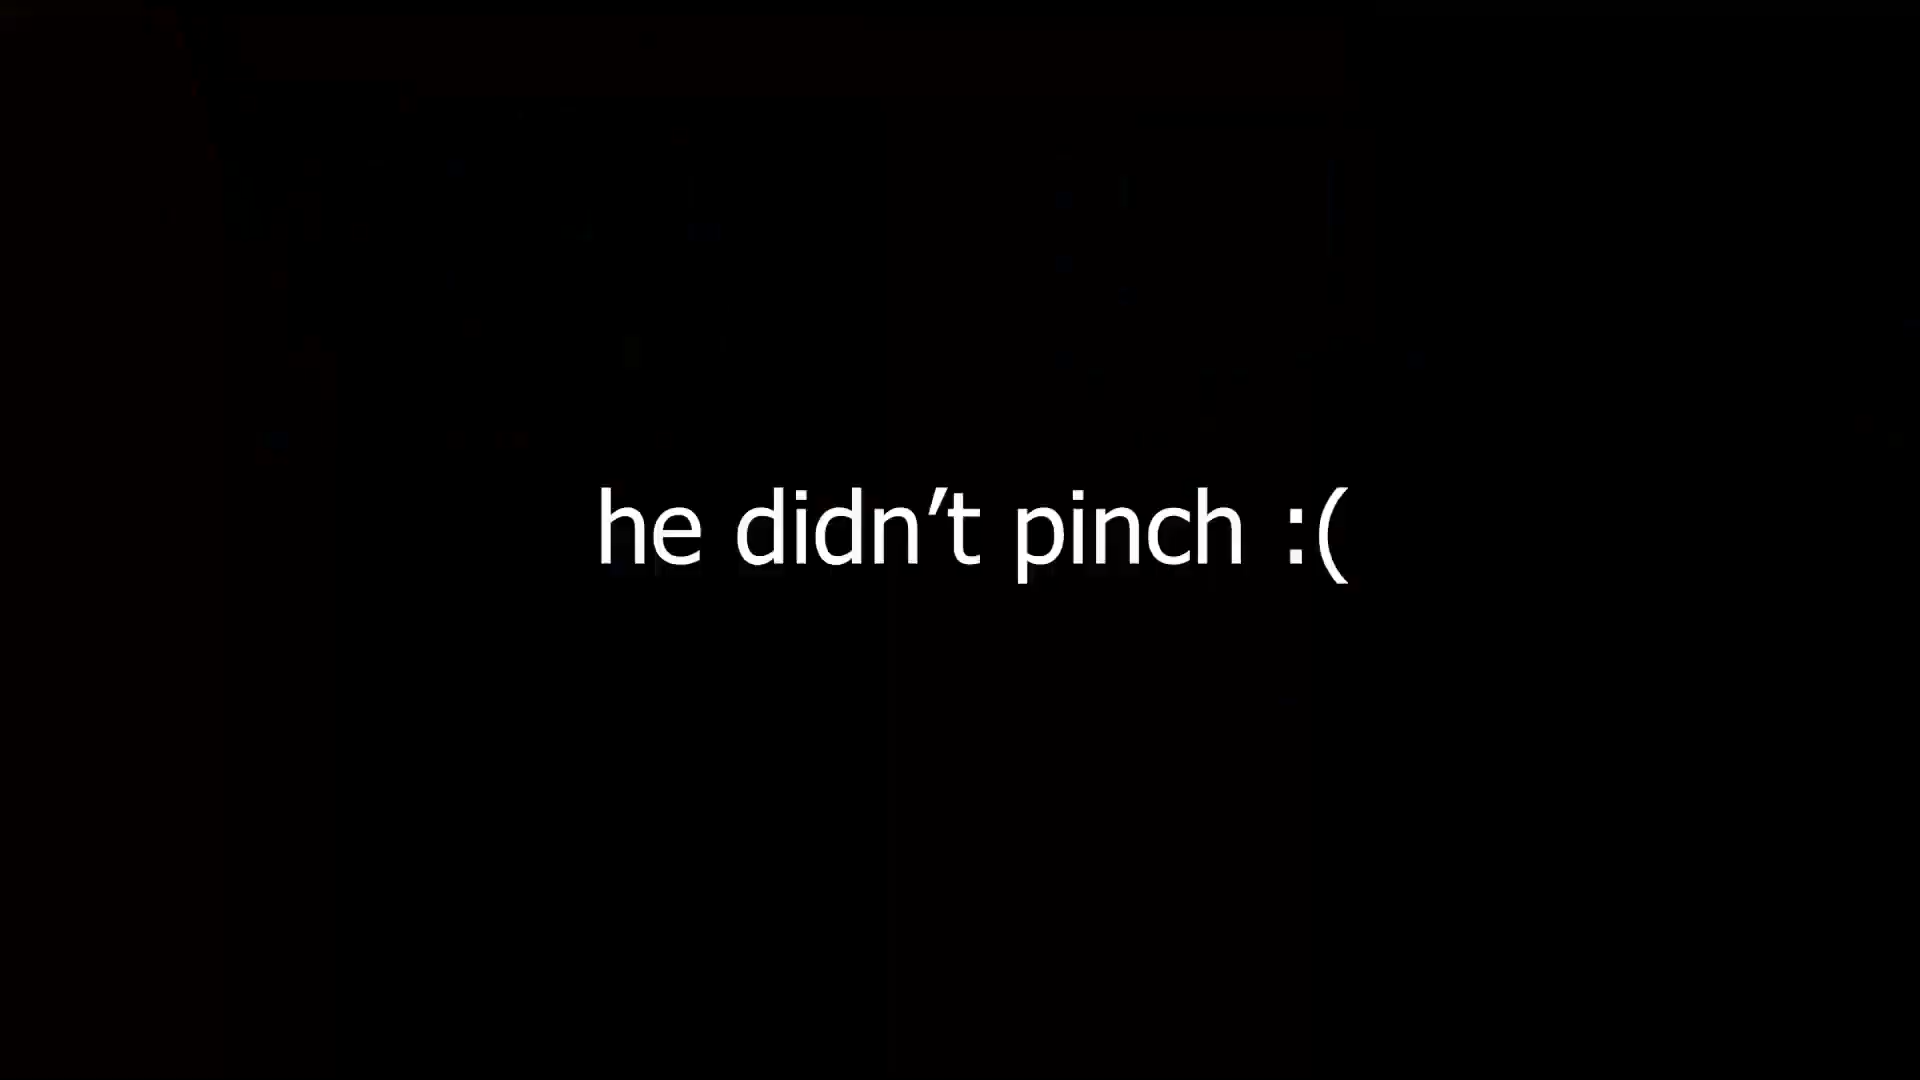 he didn’t pinch :(